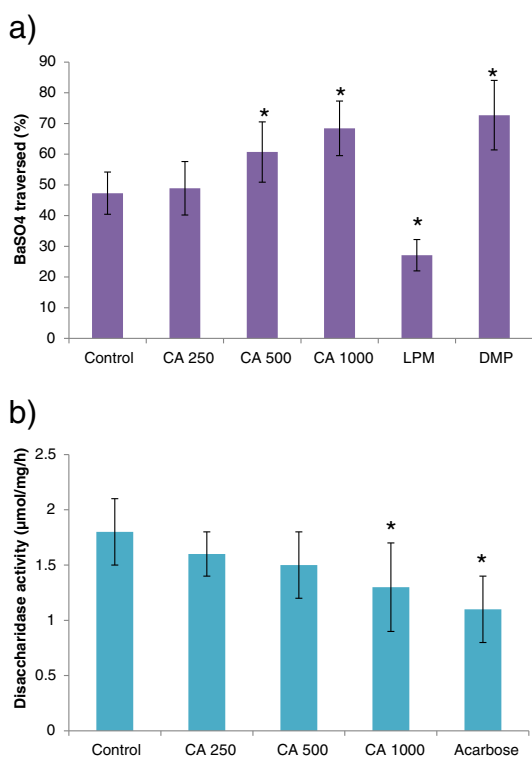 a)
90
80
70
60
50
40
30
20
10
0
BaSO4 traversed (%)
* * * *
Control CA 250 CA 500 CA 1000 LPM DMP
b)
2.5
2
1.5
1
0.5
0
Disaccharidase activity (µmol/mg/h)
* *
Control CA 250 CA 500 CA 1000 Acarbose